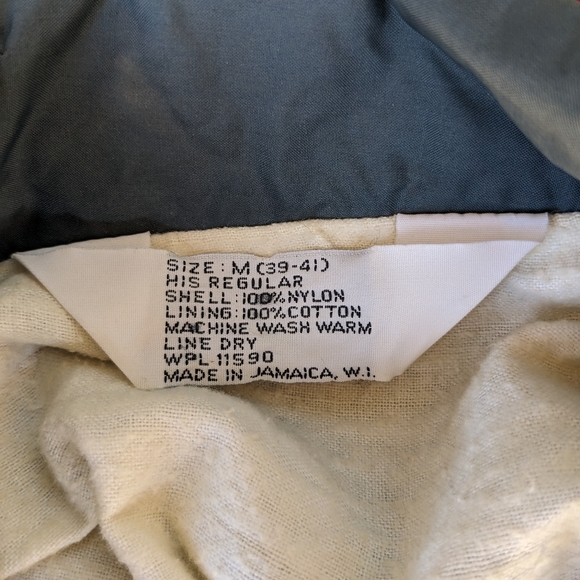 SIZE: M (39-41)
HIS REGULAR
SHELL: 100% NYLON
LINING: 100% COTTON
MACHINE WASH WARM
LINE DRY
WPL 11590
MADE IN JAMAICA, W.I.